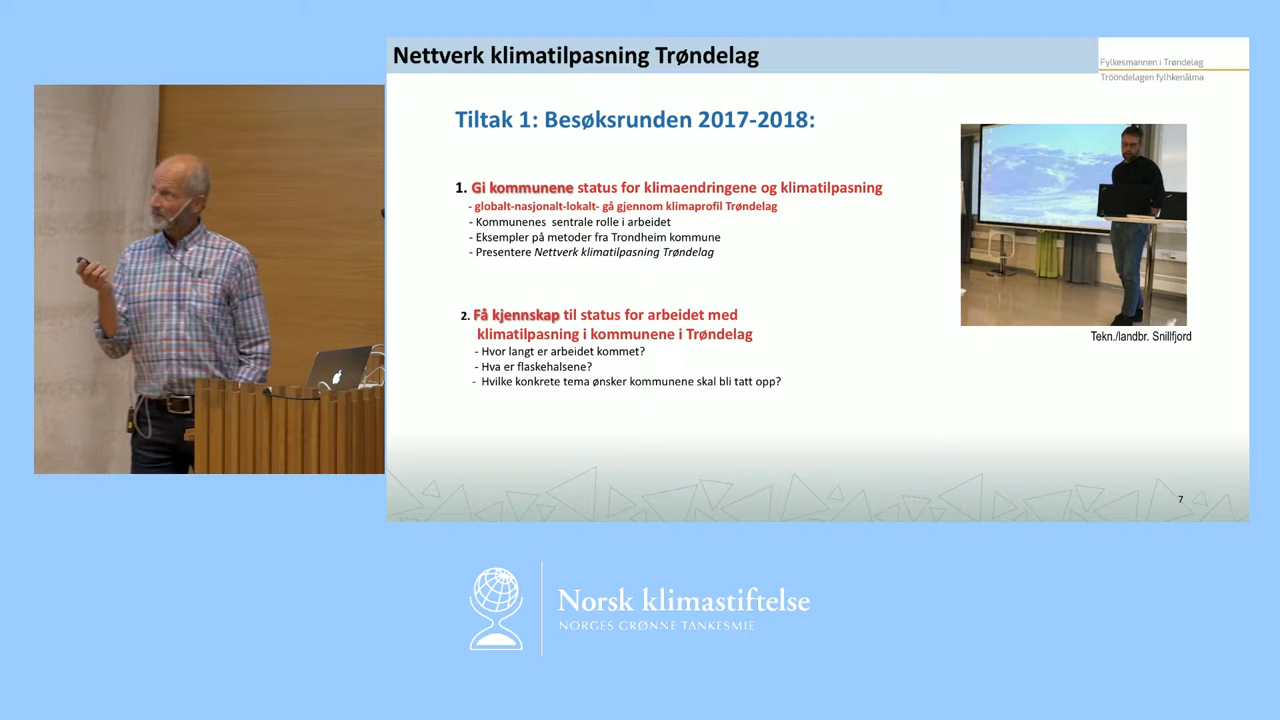 Nettverk klimatilpasning Trøndelag
Fylkesmannen i Trøndelag
Trööndelagen fylhkenålma
Tiltak 1: Besøksrunden 2017-2018:
1. Gi kommunene status for klimaendringene og klimatilpasning
- globalt-nasjonalt-lokalt- gå gjennom klimaprofil Trøndelag
- Kommunenes sentrale rolle i arbeidet
- Eksempler på metoder fra Trondheim kommune
- Presentere Netverk klimatilpasning Trøndelag
2. Få kjennskap til status for arbeidet med
klimatilpasning i kommunene i Trøndelag
- Hvor langt er arbeidet kommet?
- Hva er flaskehalsene?
- Hvilke konkrete tema ønsker kommunene skal bli tatt opp?
Tekn./landbr. Snillfjord
7
Norsk klimastiftelse
NORGES GRØNNE TANKESMIE